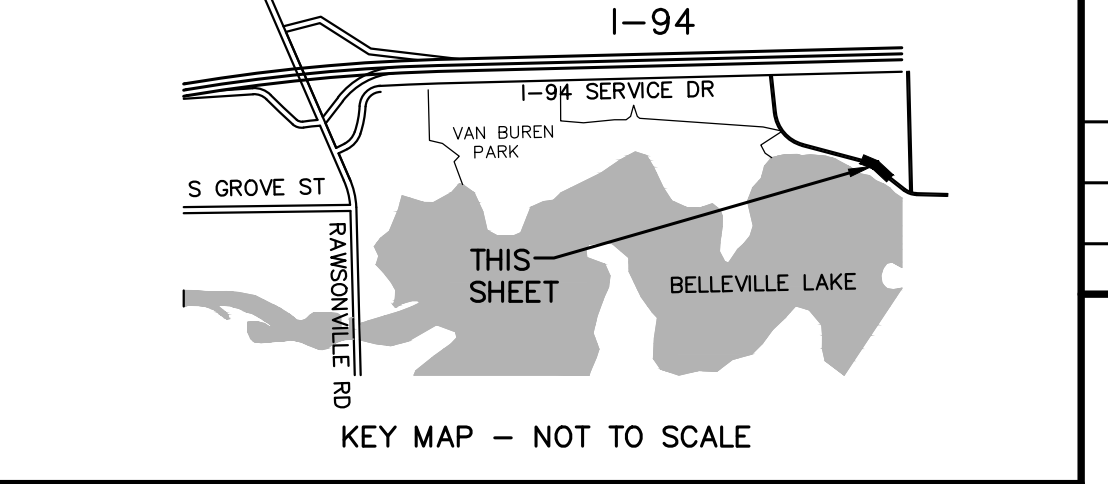 I-94
I-94 SERVICE DR
VAN BUREN
PARK
S GROVE ST
RAWSONVILLE RD
THIS
SHEET
BELLEVILLE LAKE
KEY MAP - NOT TO SCALE